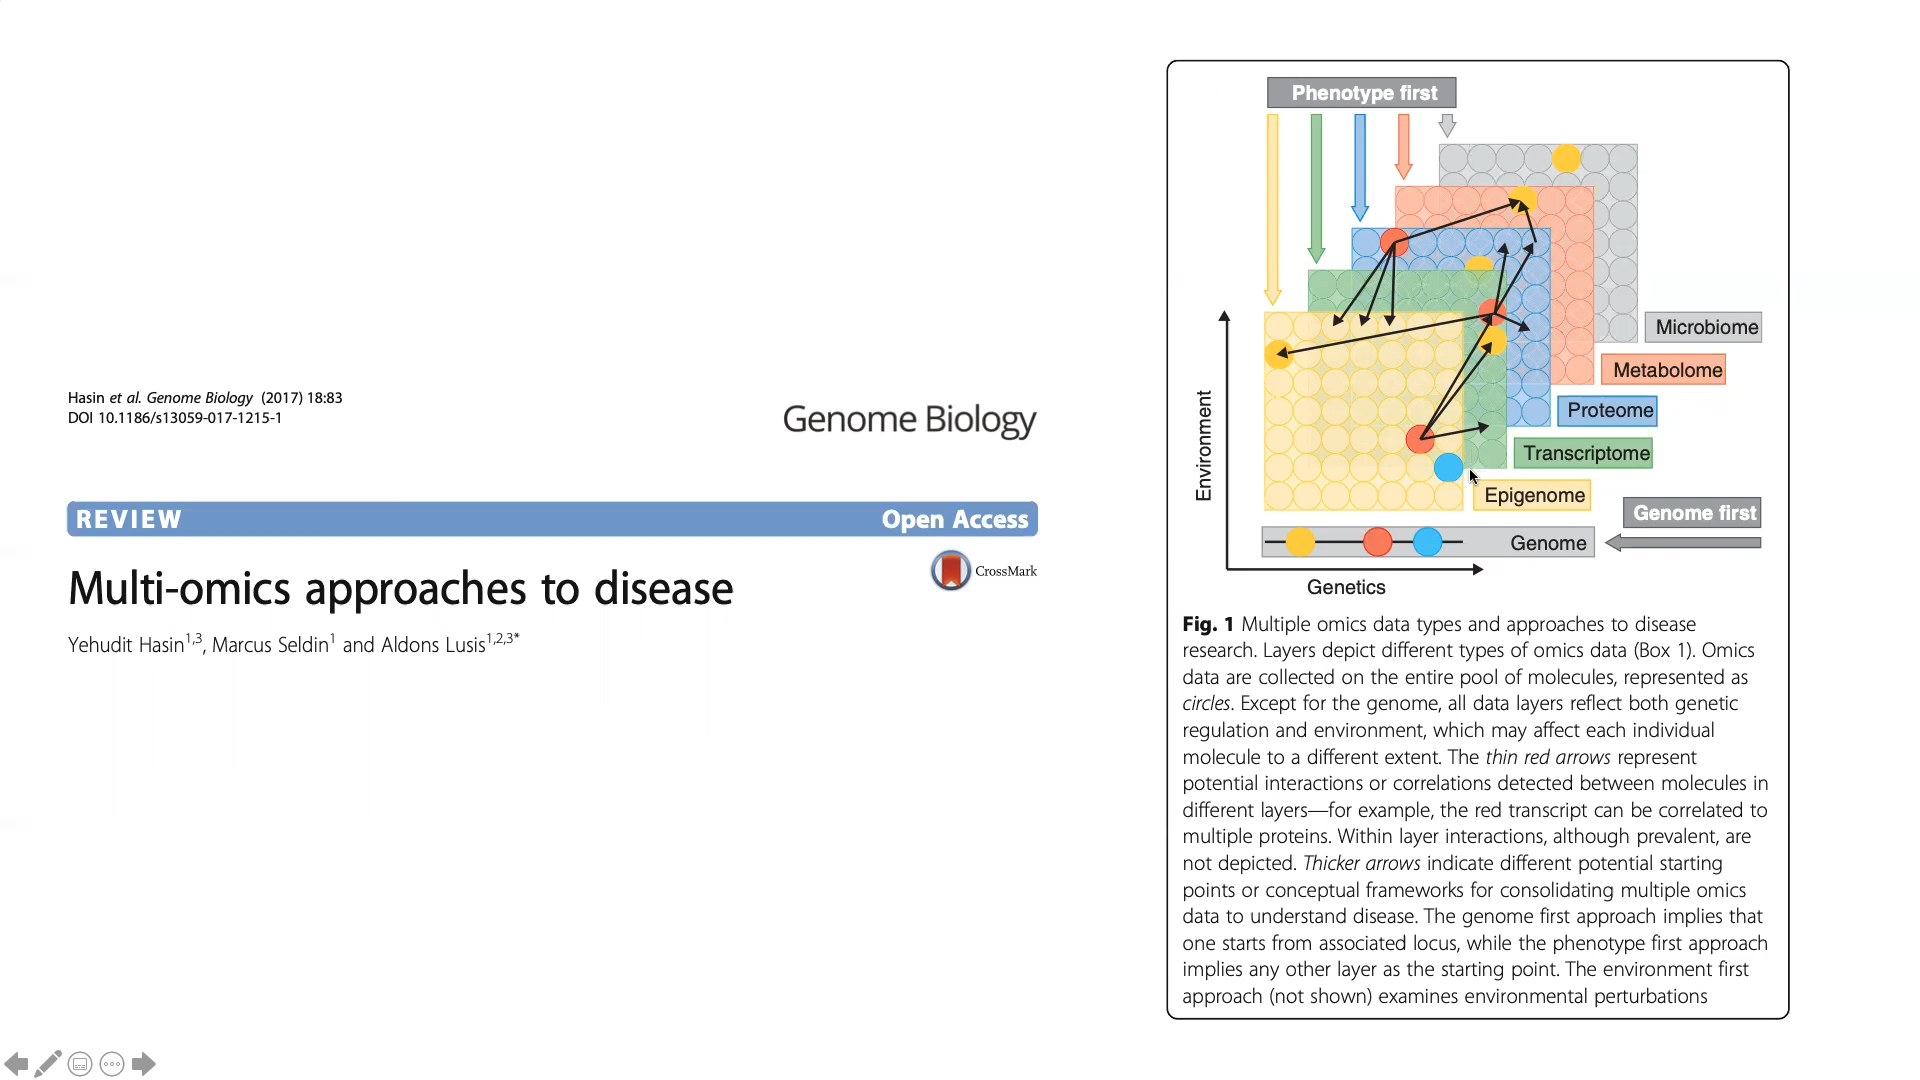 Hasin et al. Genome Biology (2017) 18:83
DOI 10.1186/s13059-017-1215-1
Genome Biology
REVIEW
Open Access
CrossMark
Multi-omics approaches to disease
Yehudit Hasin1,3, Marcus Seldin1 and Aldons Lusis1,2,3*
Phenotype first
Microbiome
Metabolome
Proteome
Transcriptome
Epigenome
Genome first
Genome
Environment
Genetics
Fig. 1 Multiple omics data types and approaches to disease
research. Layers depict different types of omics data (Box 1). Omics
data are collected on the entire pool of molecules, represented as
circles. Except for the genome, all data layers reflect both genetic
regulation and environment, which may affect each individual
molecule to a different extent. The thin red arrows represent
potential interactions or correlations detected between molecules in
different layers—for example, the red transcript can be correlated to
multiple proteins. Within layer interactions, although prevalent, are
not depicted. Thicker arrows indicate different potential starting
points or conceptual frameworks for consolidating multiple omics
data to understand disease. The genome first approach implies that
one starts from associated locus, while the phenotype first approach
implies any other layer as the starting point. The environment first
approach (not shown) examines environmental perturbations